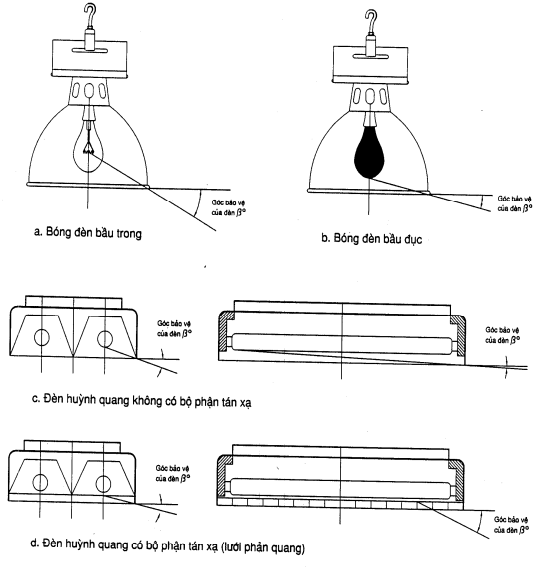 Góc bảo vệ
của đèn β°
a. Bóng đèn bầu trong
Góc bảo vệ
của đèn β°
b. Bóng đèn bầu đục
Góc bảo vệ
của đèn β°
Góc bảo vệ
của đèn β°
c. Đèn huỳnh quang không có bộ phận tán xạ
Góc bảo vệ
của đèn β°
Góc bảo vệ
của đèn β°
d. Đèn huỳnh quang có bộ phận tán xạ (lưới phản quang)